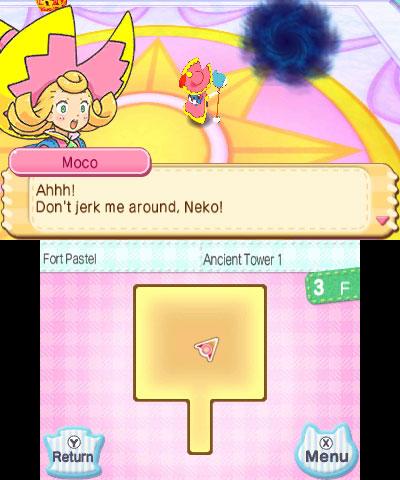 Moco
Ahhh!
Don't jerk me around, Neko!
Fort Pastel
Ancient Tower 1
3 F
Y
Return
X
Menu